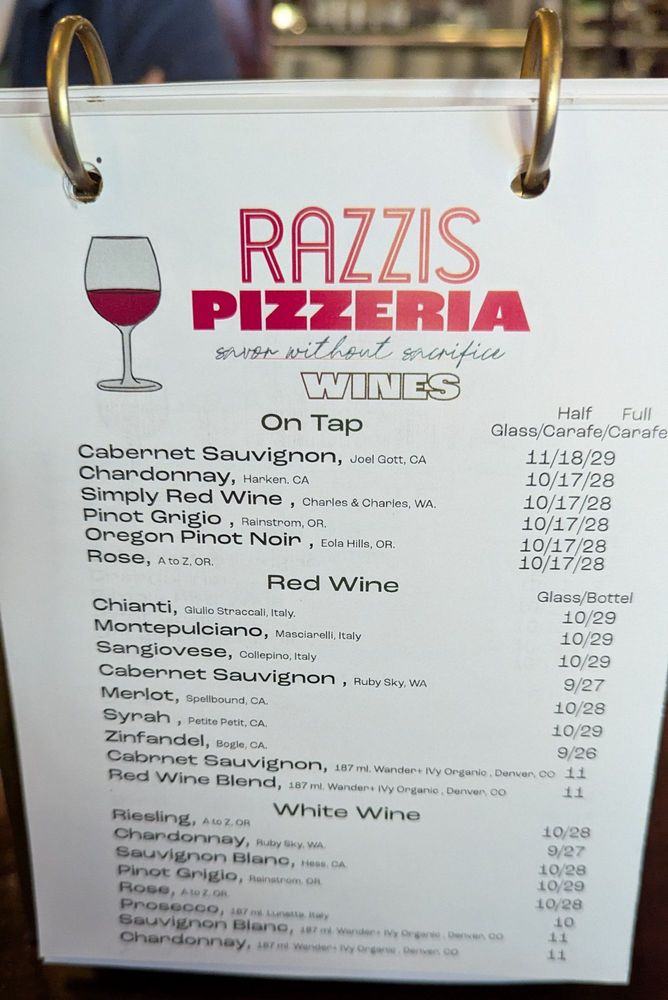 RAZZIS
PIZZERIA
savor without sacrifice
WINES
On Tap
Half Full
Glass/Carafe/Carafe
Cabernet Sauvignon, Joel Gott, CA 11/18/29
Chardonnay, Harken. CA 10/17/28
Simply Red Wine , Charles & Charles, WA. 10/17/28
Pinot Grigio , Rainstrom, OR. 10/17/28
Oregon Pinot Noir , Eola Hills, OR. 10/17/28
Rose, A to Z, OR. 10/17/28
Red Wine
Glass/Bottel
Chianti, Giulio Straccali, Italy. 10/29
Montepulciano, Masciarelli, Italy 10/29
Sangiovese, Collepino, Italy 10/29
Cabernet Sauvignon , Ruby Sky, WA 9/27
Merlot, Spellbound, CA. 10/28
Syrah , Petite Petit, CA. 10/29
Zinfandel, Bogle, CA. 9/26
Cabrnet Sauvignon, 187 ml. Wander+ IVy Organic , Denver, CO 11
Red Wine Blend, 187 ml. Wander+ IVy Organic , Denver, CO 11
White Wine
Riesling, A to Z, OR 10/28
Chardonnay, Ruby Sky, WA. 9/27
Sauvignon Blanc, Hess, CA. 10/28
Pinot Grigio, Rainstrom, OR. 10/29
Rose, A to Z, OR. 10/28
Prosecco, 187 ml. Lunetta, Italy 10
Sauvignon Blanc, 187 ml. Wander+ IVy Organic , Denver, CO 11
Chardonnay, 187 ml. Wander+ IVy Organic , Denver, CO 11